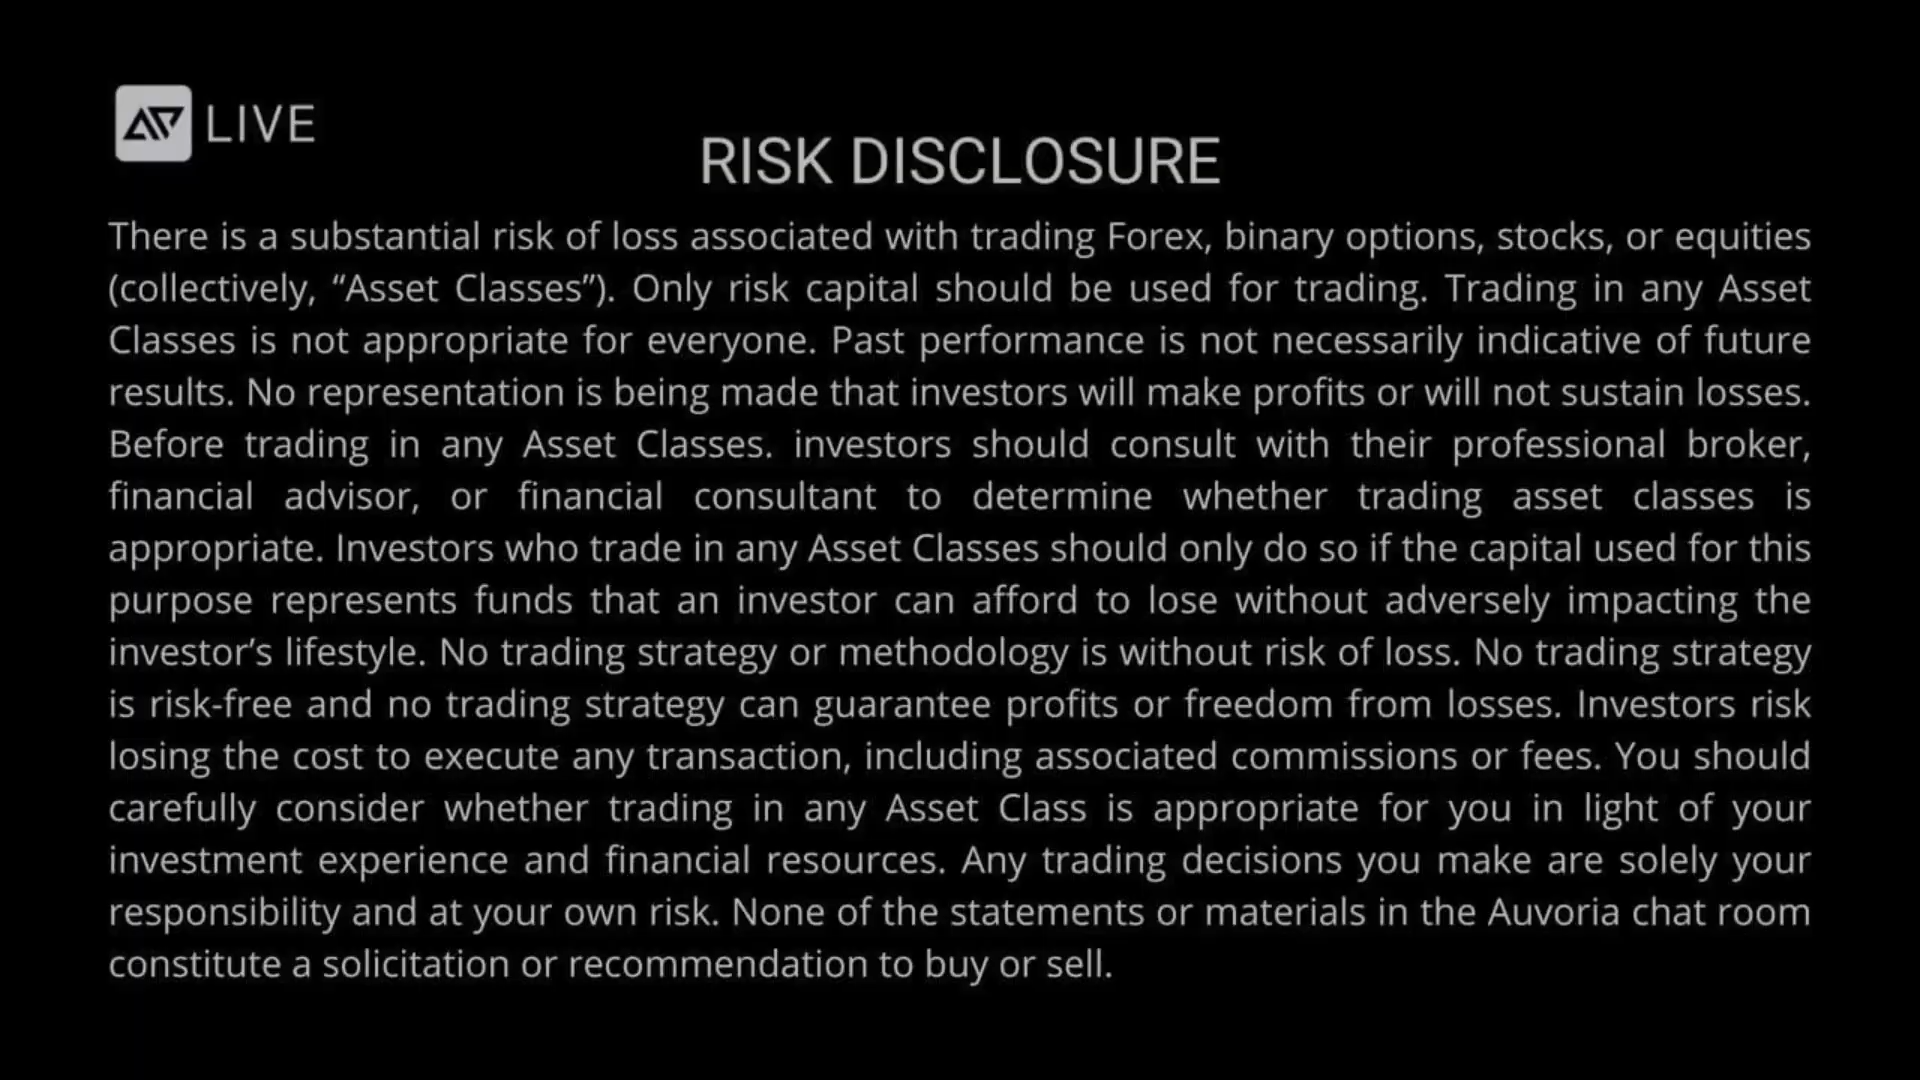 LIVE
RISK DISCLOSURE
There is a substantial risk of loss associated with trading Forex, binary options, stocks, or equities
(collectively, “Asset Classes”). Only risk capital should be used for trading. Trading in any Asset
Classes is not appropriate for everyone. Past performance is not necessarily indicative of future
results. No representation is being made that investors will make profits or will not sustain losses.
Before trading in any Asset Classes. investors should consult with their professional broker,
financial advisor, or financial consultant to determine whether trading asset classes is
appropriate. Investors who trade in any Asset Classes should only do so if the capital used for this
purpose represents funds that an investor can afford to lose without adversely impacting the
investor’s lifestyle. No trading strategy or methodology is without risk of loss. No trading strategy
is risk-free and no trading strategy can guarantee profits or freedom from losses. Investors risk
losing the cost to execute any transaction, including associated commissions or fees. You should
carefully consider whether trading in any Asset Class is appropriate for you in light of your
investment experience and financial resources. Any trading decisions you make are solely your
responsibility and at your own risk. None of the statements or materials in the Auvoria chat room
constitute a solicitation or recommendation to buy or sell.